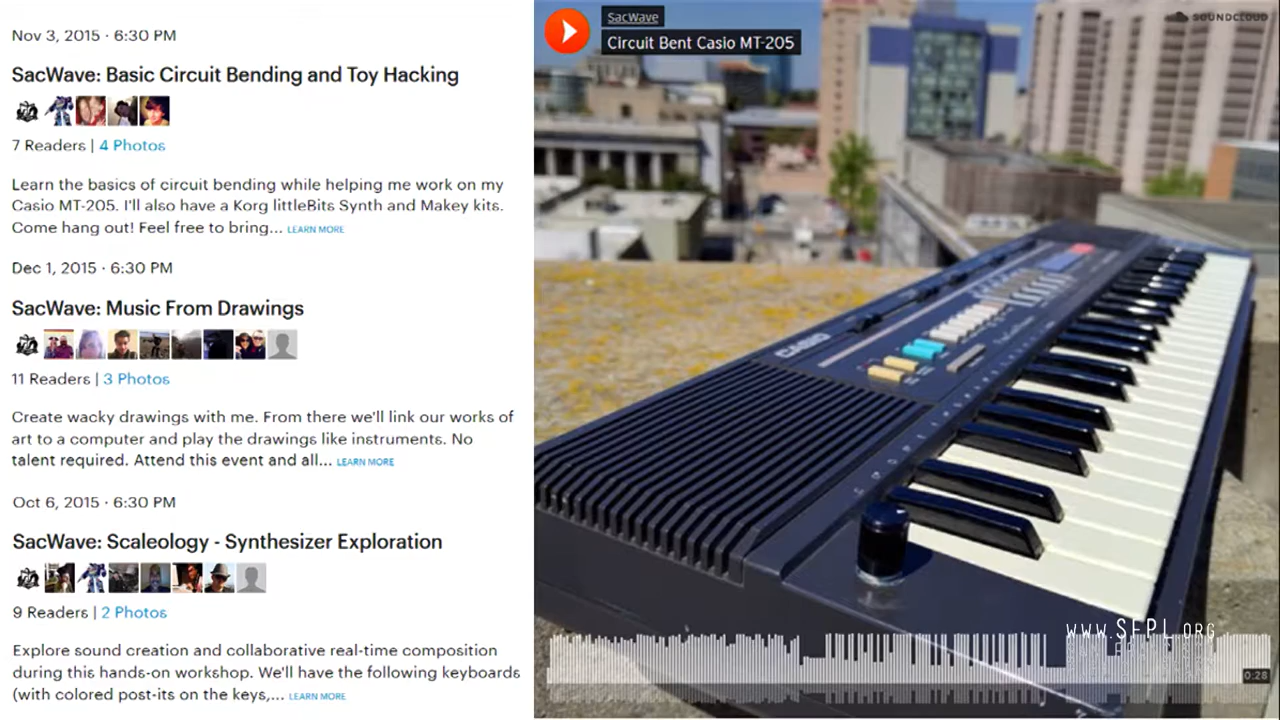 Nov 3, 2015 · 6:30 PM
SacWave: Basic Circuit Bending and Toy Hacking
7 Readers | 4 Photos
Learn the basics of circuit bending while helping me work on my
Casio MT-205. I'll also have a Korg littleBits Synth and Makey kits.
Come hang out! Feel free to bring... LEARN MORE
Dec 1, 2015 · 6:30 PM
SacWave: Music From Drawings
11 Readers | 3 Photos
Create wacky drawings with me. From there we'll link our works of
art to a computer and play the drawings like instruments. No
talent required. Attend this event and all... LEARN MORE
Oct 6, 2015 · 6:30 PM
SacWave: Scaleology - Synthesizer Exploration
9 Readers | 2 Photos
Explore sound creation and collaborative real-time composition
during this hands-on workshop. We'll have the following keyboards
(with colored post-its on the keys,... LEARN MORE
SacWave
Circuit Bent Casio MT-205
SOUNDCLOUD
CASIO
www.SFPL.org
0:28